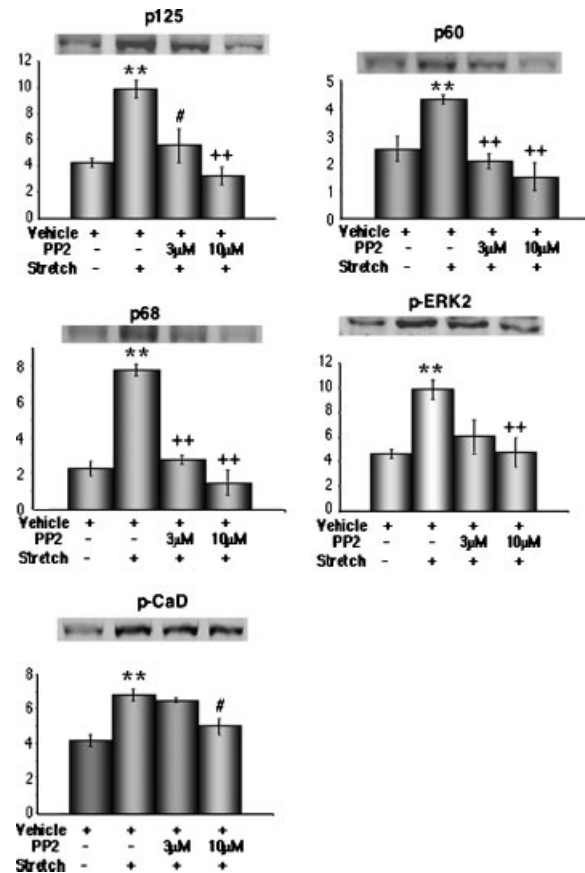 p125
12
10
8
6
4
2
0
**
#
++
Vehicle + + + +
PP2 - - 3µM 10µM
Stretch - + + +
p60
5
4
3
2
1
0
**
++
++
Vehicle + + + +
PP2 - - 3µM 10µM
Stretch - + + +
p68
8
6
4
2
0
**
++
++
Vehicle + + + +
PP2 - - 3µM 10µM
Stretch - + + +
p-ERK2
12
10
8
6
4
2
0
**
++
Vehicle + + + +
PP2 - - 3µM 10µM
Stretch - + + +
p-CaD
8
6
4
2
0
**
#
Vehicle + + + +
PP2 - - 3µM 10µM
Stretch - + + +